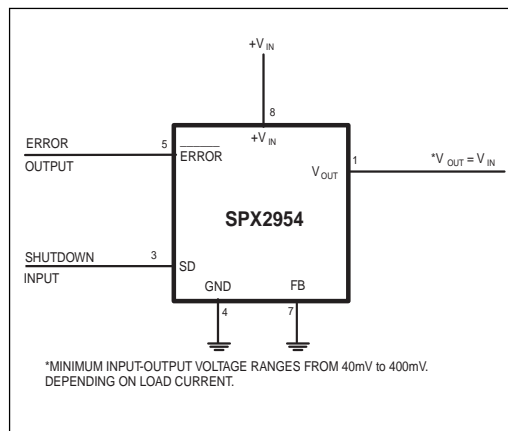 +V IN
8
+V IN
ERROR
OUTPUT
5
ERROR
V OUT
1
*V OUT = V IN
SPX2954
SHUTDOWN
INPUT
3
SD
GND
FB
4
7
*MINIMUM INPUT-OUTPUT VOLTAGE RANGES FROM 40mV to 400mV.
DEPENDING ON LOAD CURRENT.